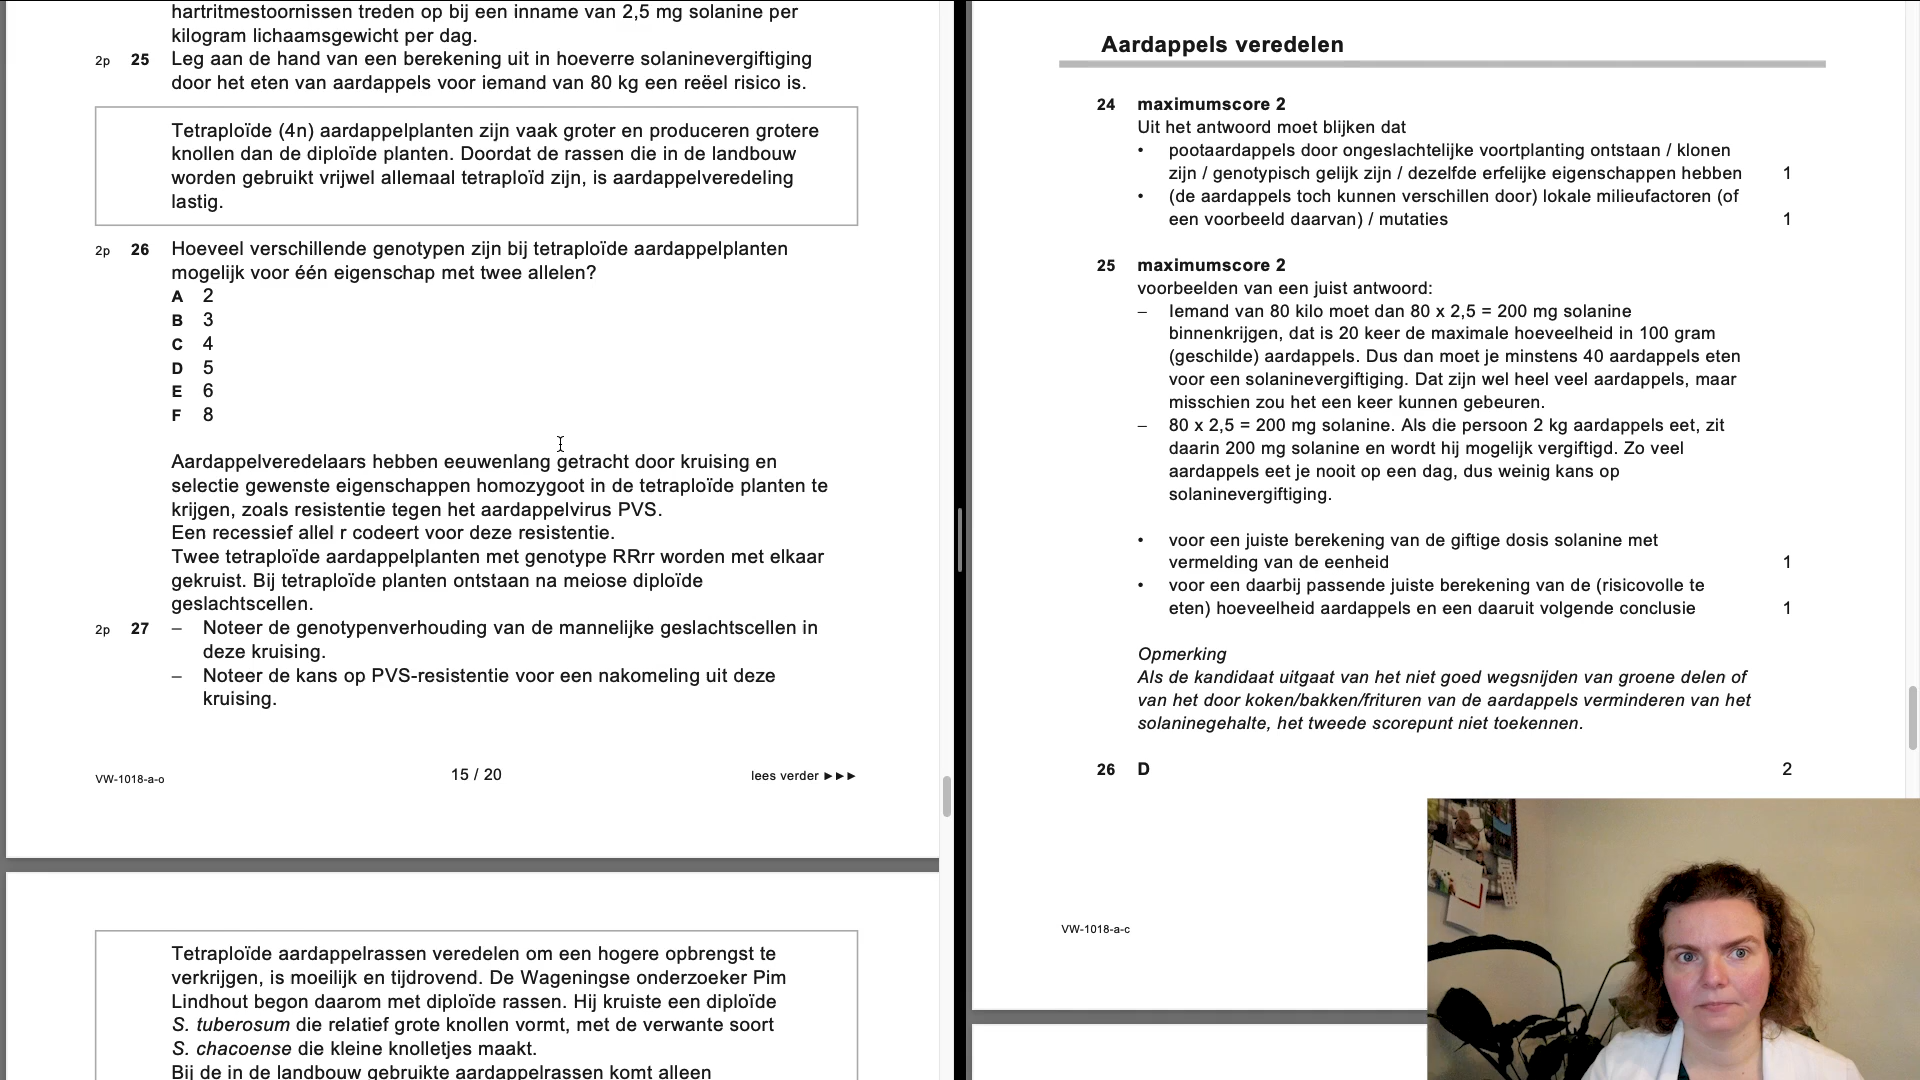 hartritmestoornissen treden op bij een inname van 2,5 mg solanine per
kilogram lichaamsgewicht per dag.
2p 25 Leg aan de hand van een berekening uit in hoeverre solaninevergiftiging
door het eten van aardappels voor iemand van 80 kg een reëel risico is.
Tetraploïde (4n) aardappelplanten zijn vaak groter en produceren grotere
knollen dan de diploïde planten. Doordat de rassen die in de landbouw
worden gebruikt vrijwel allemaal tetraploïd zijn, is aardappelveredeling
lastig.
2p 26 Hoeveel verschillende genotypen zijn bij tetraploïde aardappelplanten
mogelijk voor één eigenschap met twee allelen?
A 2
B 3
C 4
D 5
E 6
F 8
Aardappelveredelaars hebben eeuwenlang getracht door kruising en
selectie gewenste eigenschappen homozygoot in de tetraploïde planten te
krijgen, zoals resistentie tegen het aardappelvirus PVS.
Een recessief allel r codeert voor deze resistentie.
Twee tetraploïde aardappelplanten met genotype RRrr worden met elkaar
gekruist. Bij tetraploïde planten ontstaan na meiose diploïde
geslachtscellen.
2p 27 – Noteer de genotypenverhouding van de mannelijke geslachtscellen in
deze kruising.
– Noteer de kans op PVS-resistentie voor een nakomeling uit deze
kruising.
VW-1018-a-o 15 / 20 lees verder ►►►
Tetraploïde aardappelrassen veredelen om een hogere opbrengst te
verkrijgen, is moeilijk en tijdrovend. De Wageningse onderzoeker Pim
Lindhout begon daarom met diploïde rassen. Hij kruiste een diploïde
S. tuberosum die relatief grote knollen vormt, met de verwante soort
S. chacoense die kleine knolletjes maakt.
Bij de in de landbouw gebruikte aardappelrassen komt alleen
Aardappels veredelen
24 maximumscore 2
Uit het antwoord moet blijken dat
• pootaardappels door ongeslachtelijke voortplanting ontstaan / klonen
zijn / genotypisch gelijk zijn / dezelfde erfelijke eigenschappen hebben 1
• (de aardappels toch kunnen verschillen door) lokale milieufactoren (of
een voorbeeld daarvan) / mutaties 1
25 maximumscore 2
voorbeelden van een juist antwoord:
– Iemand van 80 kilo moet dan 80 x 2,5 = 200 mg solanine
binnenkrijgen, dat is 20 keer de maximale hoeveelheid in 100 gram
(geschilde) aardappels. Dus dan moet je minstens 40 aardappels eten
voor een solaninevergiftiging. Dat zijn wel heel veel aardappels, maar
misschien zou het een keer kunnen gebeuren.
– 80 x 2,5 = 200 mg solanine. Als die persoon 2 kg aardappels eet, zit
daarin 200 mg solanine en wordt hij mogelijk vergiftigd. Zo veel
aardappels eet je nooit op een dag, dus weinig kans op
solaninevergiftiging.
• voor een juiste berekening van de giftige dosis solanine met
vermelding van de eenheid 1
• voor een daarbij passende juiste berekening van de (risicovolle te
eten) hoeveelheid aardappels en een daaruit volgende conclusie 1
Opmerking
Als de kandidaat uitgaat van het niet goed wegsnijden van groene delen of
van het door koken/bakken/frituren van de aardappels verminderen van het
solaninegehalte, het tweede scorepunt niet toekennen.
26 D 2
VW-1018-a-c